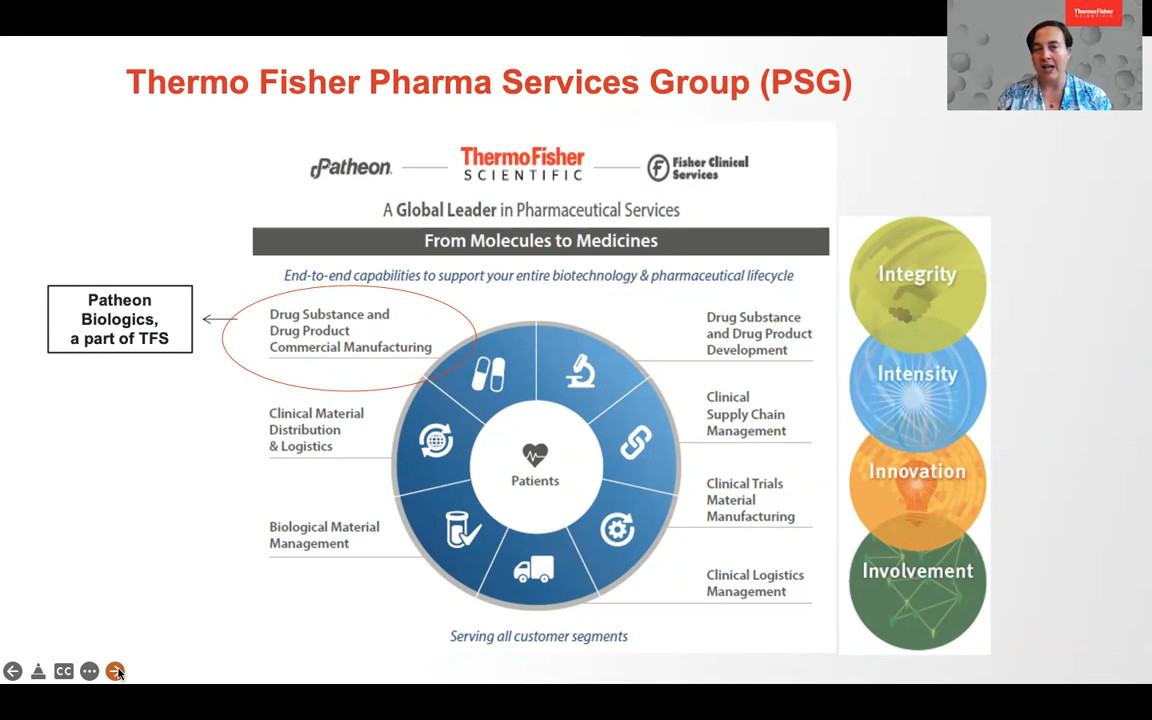 ThermoFisher
SCIENTIFIC
Thermo Fisher Pharma Services Group (PSG)
Patheon.
ThermoFisher
SCIENTIFIC
F
Fisher Clinical
Services
A Global Leader in Pharmaceutical Services
From Molecules to Medicines
End-to-end capabilities to support your entire biotechnology & pharmaceutical lifecycle
Patheon
Biologics,
a part of TFS
Drug Substance and
Drug Product
Commercial Manufacturing
Clinical Material
Distribution
& Logistics
Biological Material
Management
Patients
Drug Substance
and Drug Product
Development
Clinical
Supply Chain
Management
Clinical Trials
Material
Manufacturing
Clinical Logistics
Management
Serving all customer segments
Integrity
Intensity
Innovation
Involvement
CC